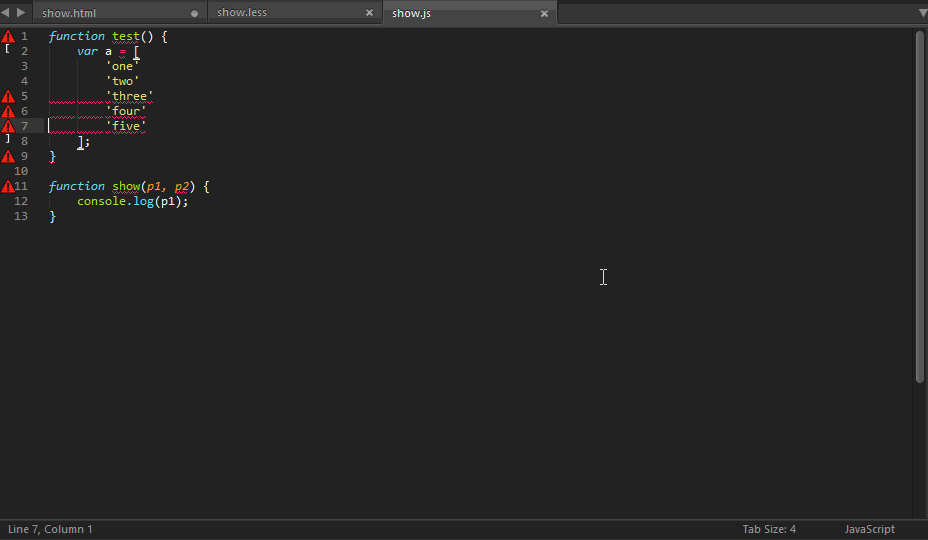 show.html show.less show.js
1 function test() {
[ 2 var a = [
3 'one'
4 'two'
5 'three'
6 'four'
7 'five'
] 8 ];
9 }
10
11 function show(p1, p2) {
12 console.log(p1);
13 }
Line 7, Column 1 Tab Size: 4 JavaScript